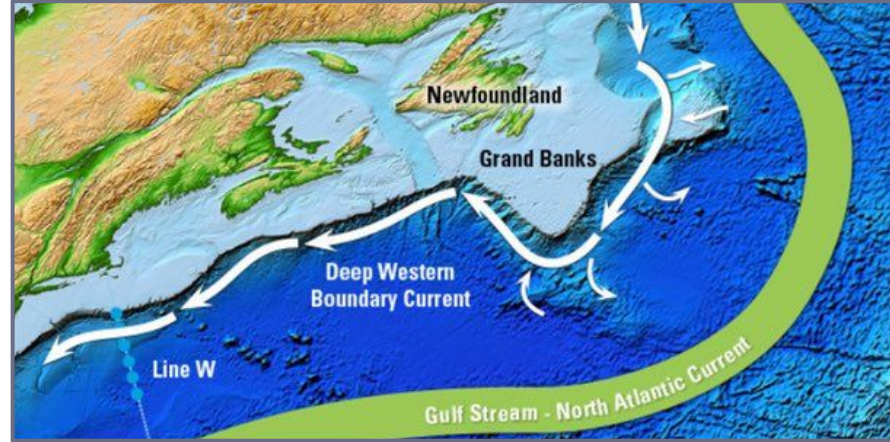 Newfoundland
Grand Banks
Deep Western
Boundary Current
Line W
Gulf Stream - North Atlantic Current